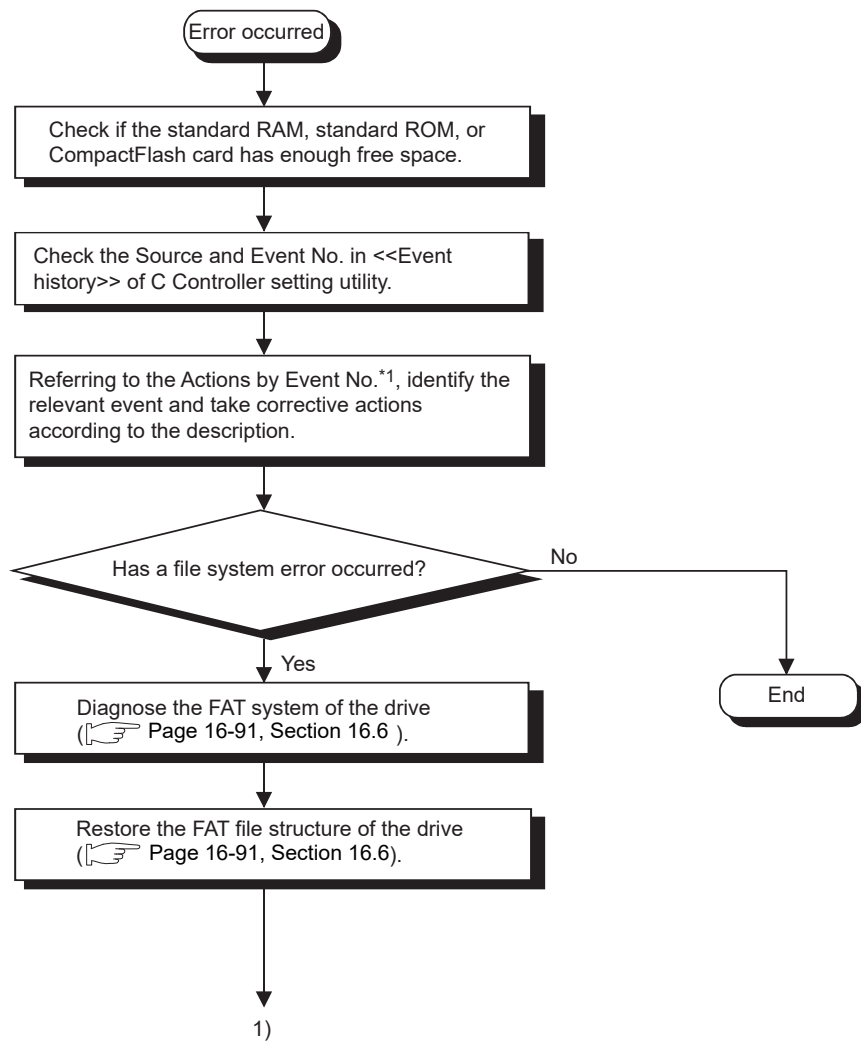 Error occurred
Check if the standard RAM, standard ROM, or
CompactFlash card has enough free space.
Check the Source and Event No. in <<Event
history>> of C Controller setting utility.
Referring to the Actions by Event No.*1, identify the
relevant event and take corrective actions
according to the description.
Has a file system error occurred?
No
Yes
End
Diagnose the FAT system of the drive
( Page 16-91, Section 16.6 ).
Restore the FAT file structure of the drive
( Page 16-91, Section 16.6).
1)